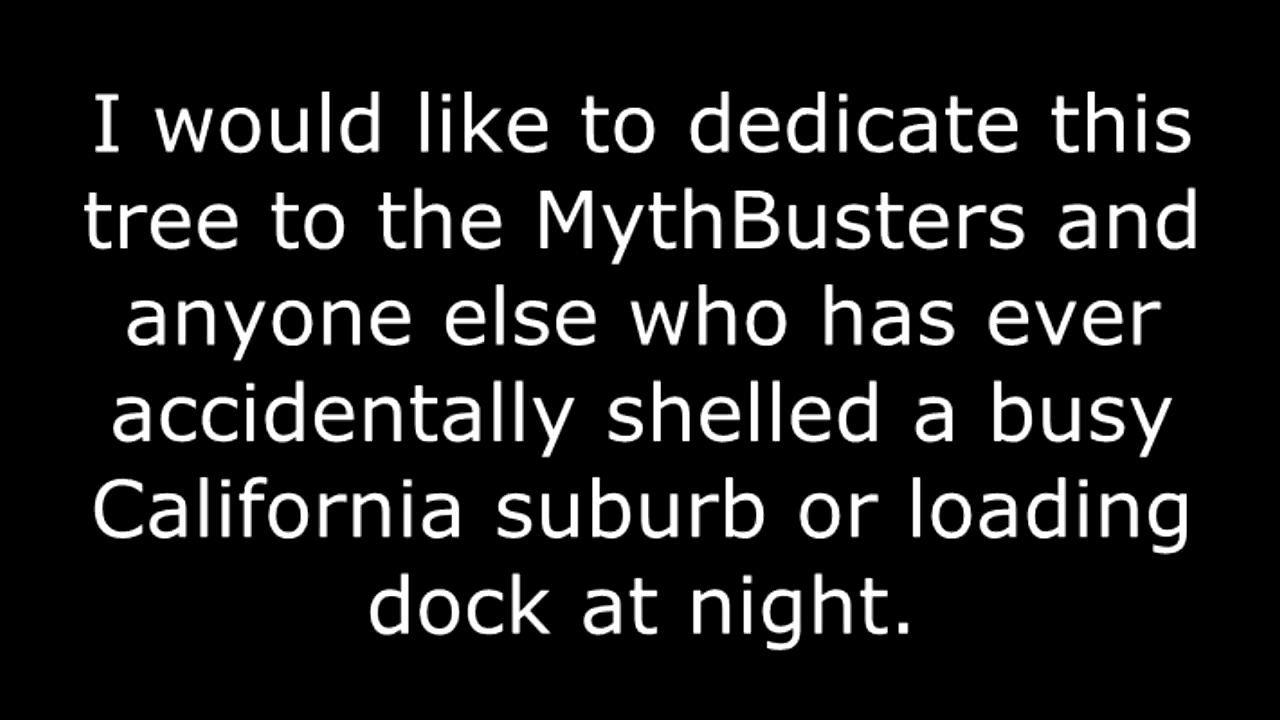 I would like to dedicate this
tree to the MythBusters and
anyone else who has ever
accidentally shelled a busy
California suburb or loading
dock at night.